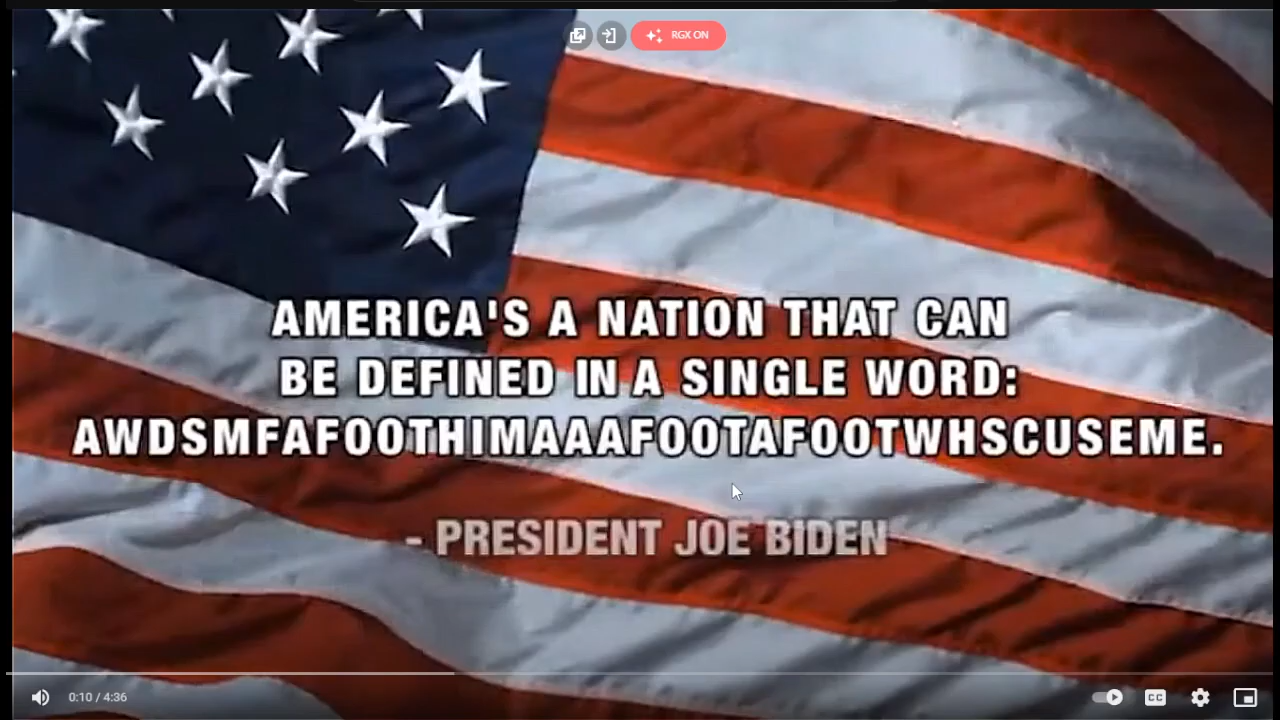 RGX ON
AMERICA'S A NATION THAT CAN
BE DEFINED IN A SINGLE WORD:
AWDSMFAFOOTHIMAAAFOOTAFOOTWHSCUSEME.
- PRESIDENT JOE BIDEN
0:10 / 4:36
CC